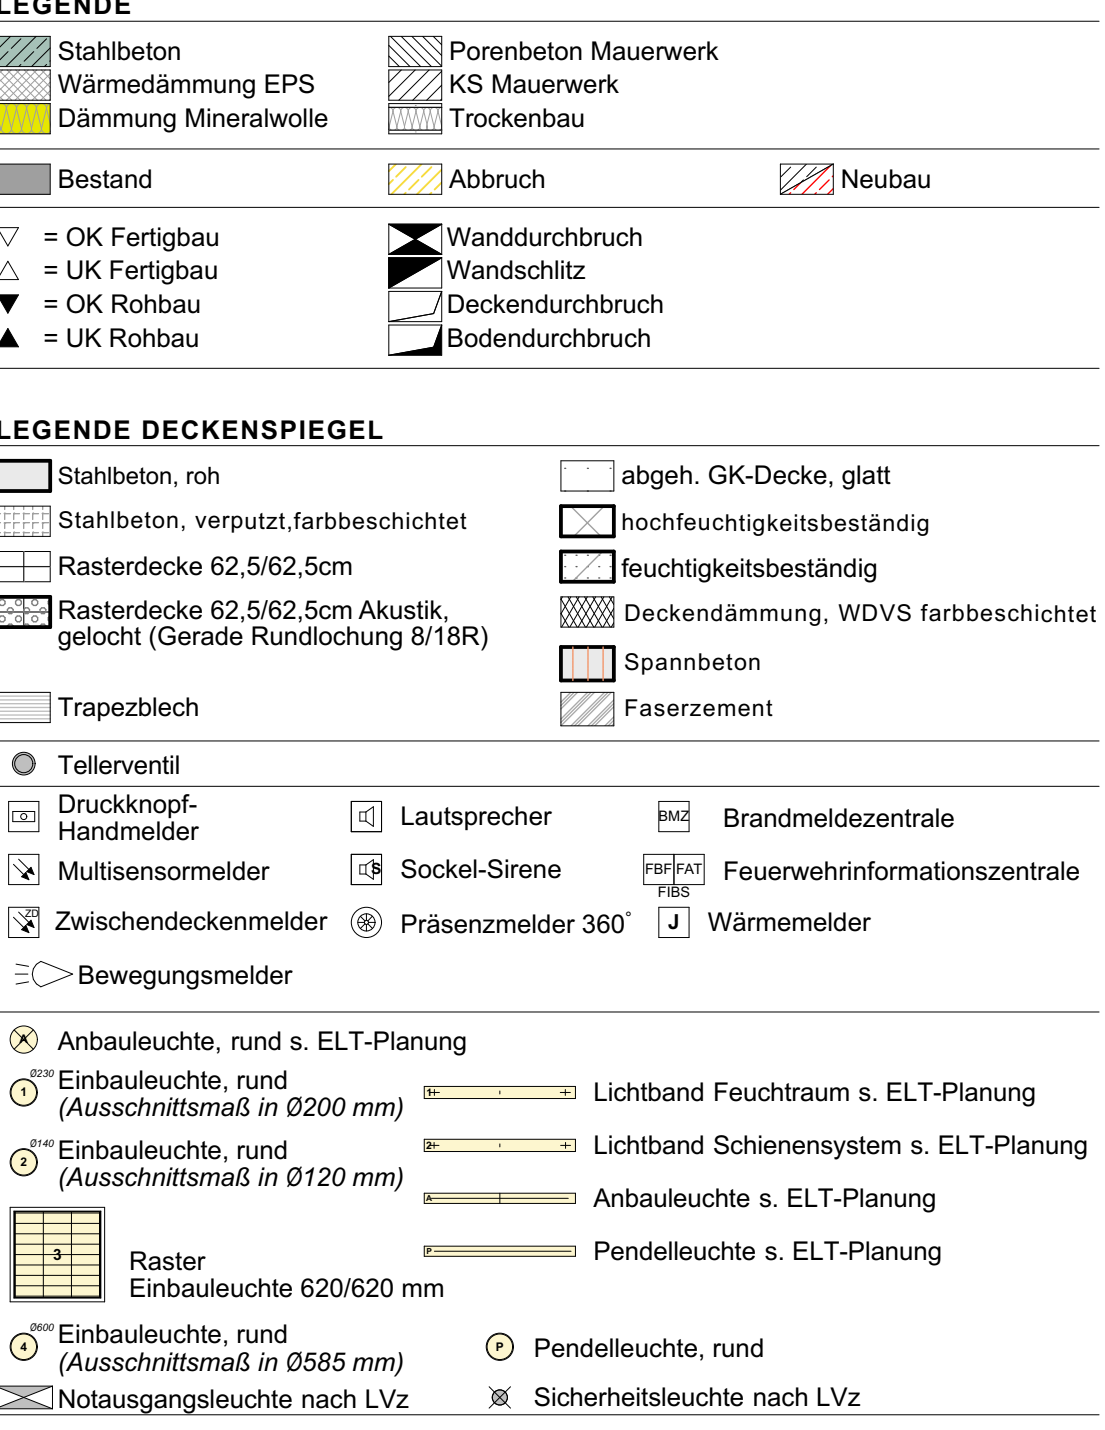 LEGENDE
Stahlbeton
Porenbeton Mauerwerk
Wärmedämmung EPS
KS Mauerwerk
Dämmung Mineralwolle
Trockenbau
Bestand
Abbruch
Neubau
= OK Fertigbau
Wanddurchbruch
= UK Fertigbau
Wandschlitz
= OK Rohbau
Deckendurchbruch
= UK Rohbau
Bodendurchbruch
LEGENDE DECKENSPIEGEL
Stahlbeton, roh
abgeh. GK-Decke, glatt
Stahlbeton, verputzt,farbbeschichtet
hochfeuchtigkeitsbeständig
Rasterdecke 62,5/62,5cm
feuchtigkeitsbeständig
Rasterdecke 62,5/62,5cm Akustik,
gelocht (Gerade Rundlochung 8/18R)
Deckendämmung, WDVS farbbeschichtet
Spannbeton
Trapezblech
Faserzement
Tellerventil
Druckknopf-
Handmelder
Lautsprecher
BMZ
Brandmeldezentrale
Multisensormelder
S
Sockel-Sirene
FBF FAT
FIBS
Feuerwehrinformationszentrale
ZD
Zwischendeckenmelder
Präsenzmelder 360°
J
Wärmemelder
Bewegungsmelder
A
Anbauleuchte, rund s. ELT-Planung
1
Ø230
Einbauleuchte, rund
(Ausschnittsmaß in Ø200 mm)
1
Lichtband Feuchtraum s. ELT-Planung
2
Ø140
Einbauleuchte, rund
(Ausschnittsmaß in Ø120 mm)
2
Lichtband Schienensystem s. ELT-Planung
A
Anbauleuchte s. ELT-Planung
3
Raster
Einbauleuchte 620/620 mm
P
Pendelleuchte s. ELT-Planung
4
Ø600
Einbauleuchte, rund
(Ausschnittsmaß in Ø585 mm)
P
Pendelleuchte, rund
Notausgangsleuchte nach LVz
Sicherheitsleuchte nach LVz